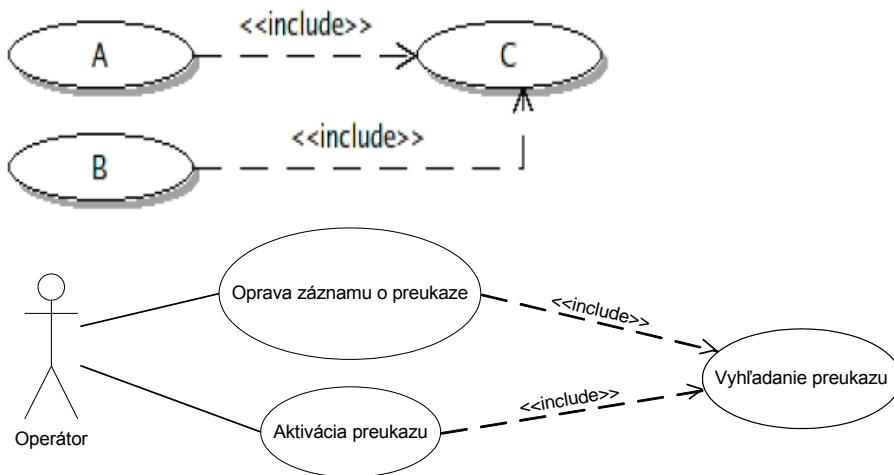 <<include>>
A
C
<<include>>
B
Oprava záznamu o preukaze
<<include>>
Vyhľadanie preukazu
<<include>>
Aktivácia preukazu
Operátor